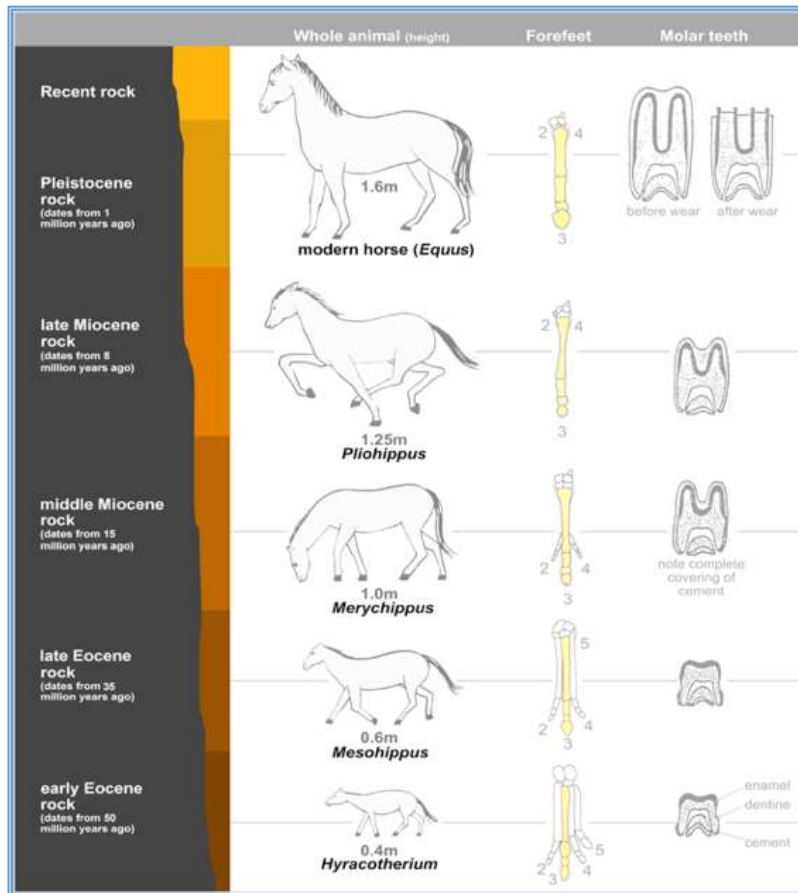 Whole animal (height) Forefeet Molar teeth
Recent rock
2 4
1.6m
before wear after wear
3
modern horse (Equus)
Pleistocene
rock
(dates from 1
million years ago)
late Miocene
rock
(dates from 8
million years ago)
2 4
3
1.25m
Pliohippus
middle Miocene
rock
(dates from 15
million years ago)
2 4
3
1.0m
Merychippus
note complete
covering of
cement
late Eocene
rock
(dates from 35
million years ago)
5
2 4
3
0.6m
Mesohippus
early Eocene
rock
(dates from 50
million years ago)
enamel
dentine
cement
5
2 4
3
0.4m
Hyracotherium